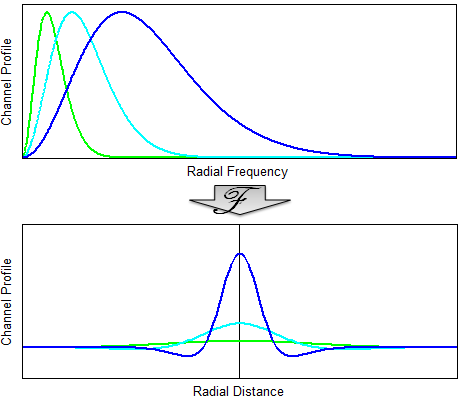 Channel Profile
Radial Frequency
ℱ
Channel Profile
Radial Distance